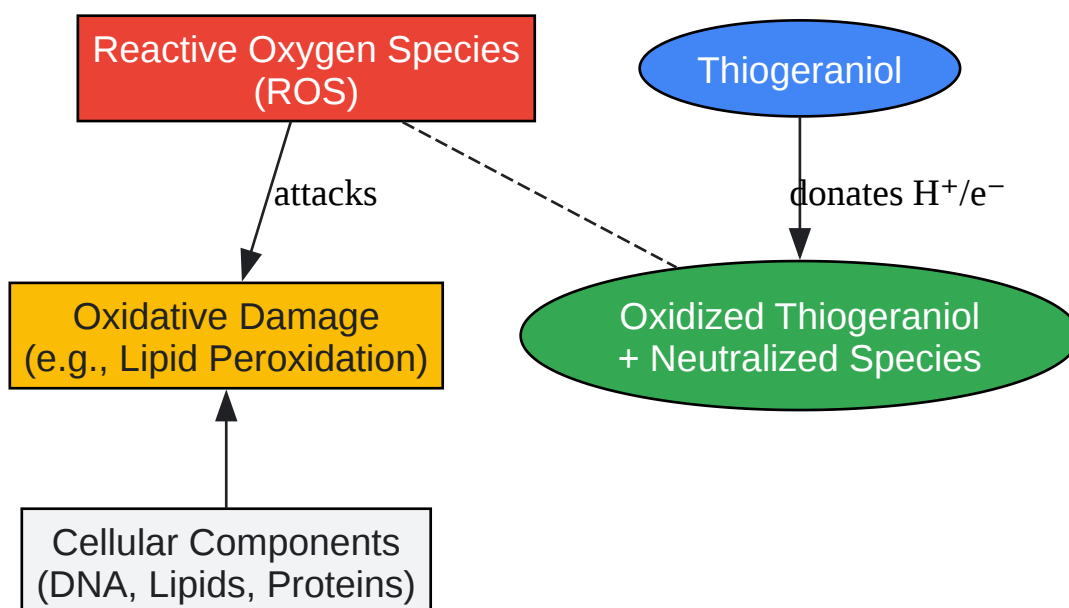 Reactive Oxygen Species
(ROS)
Thiogeraniol
attacks
donates H⁺/e⁻
Oxidative Damage
(e.g., Lipid Peroxidation)
Oxidized Thiogeraniol
+ Neutralized Species
Cellular Components
(DNA, Lipids, Proteins)